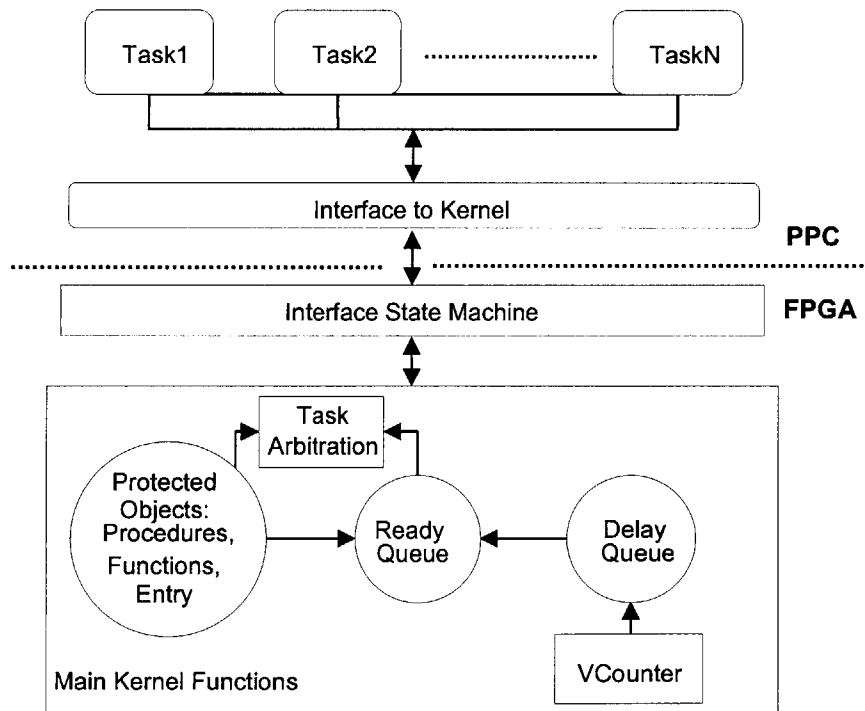 Task1
Task2
TaskN
Interface to Kernel
PPC
Interface State Machine
FPGA
Task
Arbitration
Protected
Objects:
Procedures,
Functions,
Entry
Ready
Queue
Delay
Queue
VCounter
Main Kernel Functions